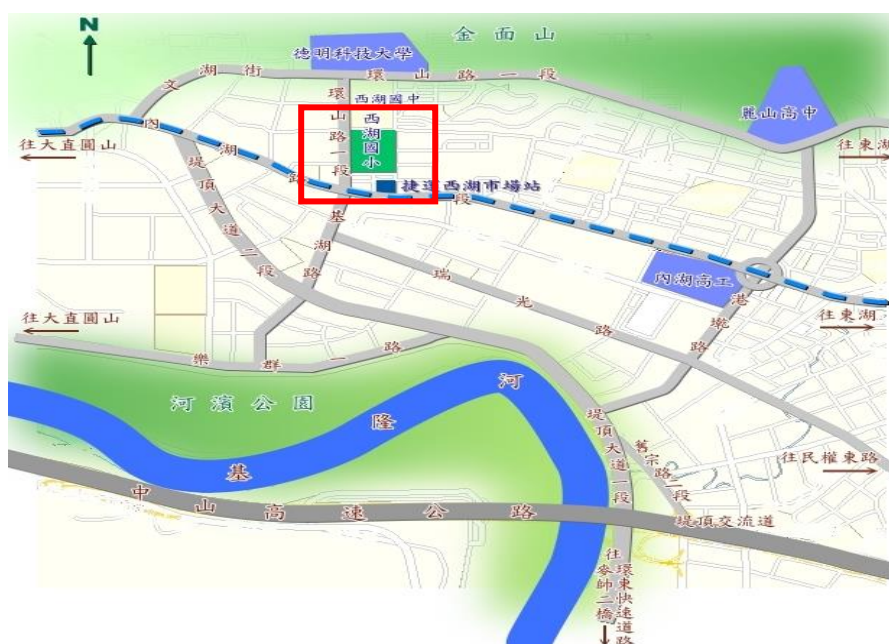 N
金面山
德明科技大學
文湖街
環山路一段
西湖國中
環山路一段
西湖國小
麗山高中
內湖路一段
往大直圓山
往東湖
捷運西湖市場站
堤頂大道二段
基湖路
瑞光路
內湖高工
港墘路
往大直圓山
往東湖
樂群一路
河濱公園
基隆河
堤頂大道一段
舊宗路二段
往民權東路
中山高速公路
堤頂交流道
往
環東快速道路
麥帥二橋